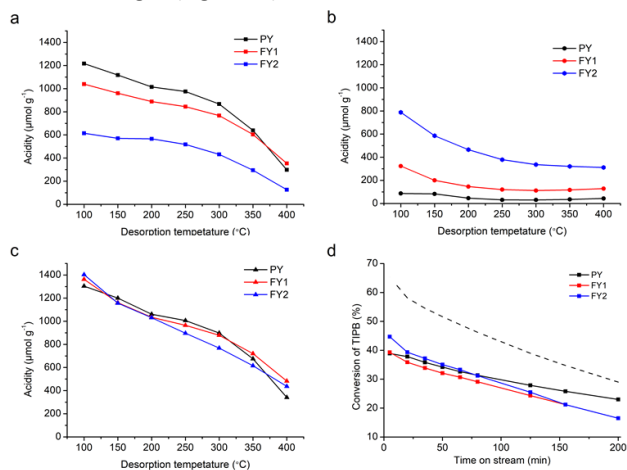 a
1400
1200
1000
800
600
400
200
0
Acidity (μmol g⁻¹)
PY
FY1
FY2
100 150 200 250 300 350 400
Desorption tempetature (°C)
b
1400
1200
1000
800
600
400
200
0
Acidity (μmol g⁻¹)
PY
FY1
FY2
100 150 200 250 300 350 400
Desorption tempetature (°C)
c
1400
1200
1000
800
600
400
200
0
Acidity (μmol g⁻¹)
PY
FY1
FY2
100 150 200 250 300 350 400
Desorption tempetature (°C)
d
70
60
50
40
30
20
10
Conversion of TIPB (%)
PY
FY1
FY2
0 50 100 150 200
Time on stream (min)